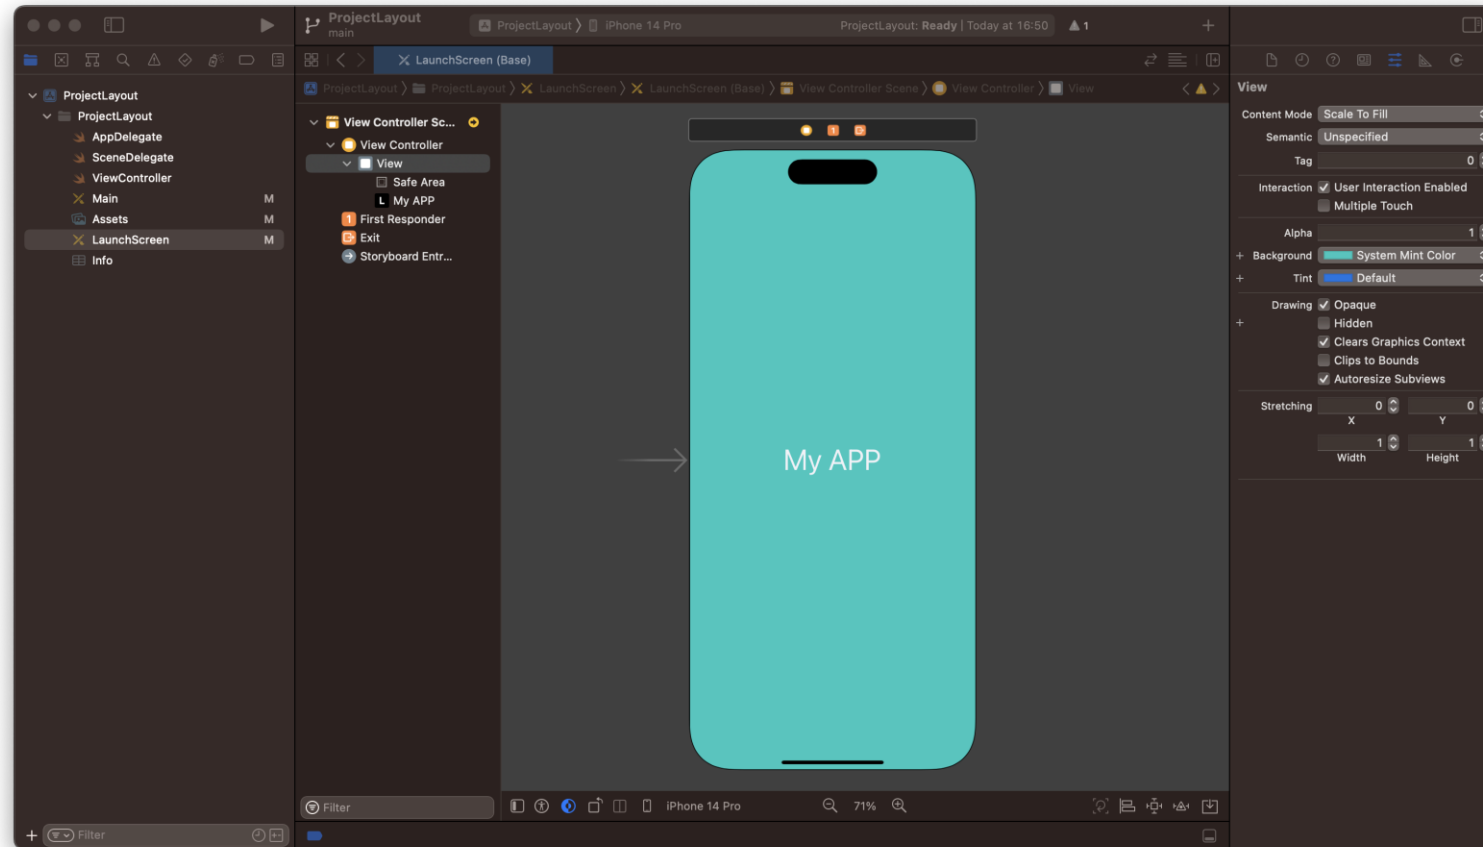 ProjectLayout
main
ProjectLayout 〉 iPhone 14 Pro
ProjectLayout: Ready | Today at 16:50
1
LaunchScreen (Base)
ProjectLayout 〉 ProjectLayout 〉 LaunchScreen 〉 LaunchScreen (Base) 〉 View Controller Scene 〉 View Controller 〉 View
ProjectLayout
ProjectLayout
AppDelegate
SceneDelegate
ViewController
Main M
Assets M
LaunchScreen M
Info
Filter
View Controller Sc...
View Controller
View
Safe Area
L My APP
1 First Responder
Exit
Storyboard Entr...
Filter
1
My APP
iPhone 14 Pro
71%
View
Content Mode Scale To Fill
Semantic Unspecified
Tag 0
Interaction User Interaction Enabled
Multiple Touch
Alpha 1
+ Background System Mint Color
+ Tint Default
Drawing Opaque
+ Hidden
Clears Graphics Context
Clips to Bounds
Autoresize Subviews
Stretching 0 0
X Y
1 1
Width Height